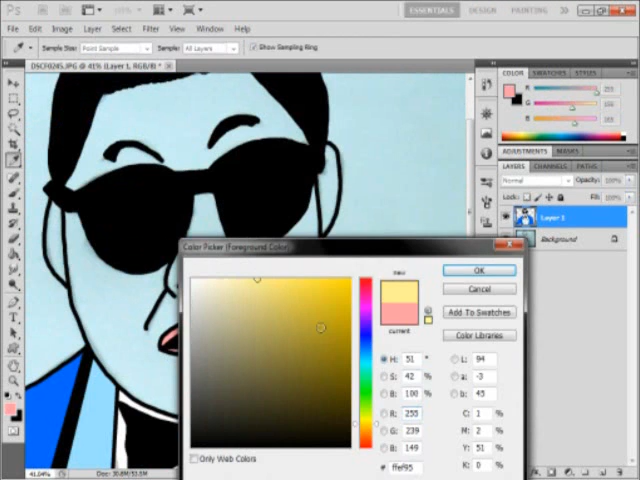 Ps
ESSENTIALS DESIGN PAINTING
File Edit Image Layer Select Filter View Window Help
Sample Size: Point Sample Sample: All Layers Show Sampling Ring
DSCF0245.JPG @ 41% (Layer 1, RGB/8) *
COLOR SWATCHES STYLES
R 255
G
B
ADJUSTMENTS MASKS
LAYERS CHANNELS PATHS
Normal Opacity: 100%
Lock: Fill: 100%
Layer 1
Background
Color Picker (Foreground Color)
new
current
OK
Cancel
Add To Swatches
Color Libraries
H: 51 °
S: 42 %
B: 100 %
R: 255
G: 239
B: 149
# ffef95
L: 94
a: -3
b: 45
C: 1 %
M: 2 %
Y: 51 %
K: 0 %
Only Web Colors